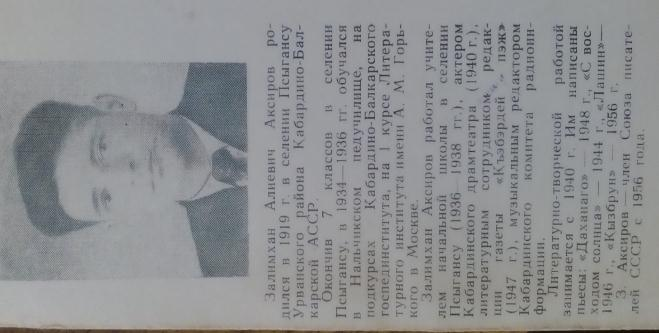 Залимхан Алиевич Аксиров ро-
дился в 1919 г. в селении Псыгансу
Урванского района Кабардино-Бал-
карской АССР.
Окончив 7 классов в селении
Псыгансу, в 1934—1936 гг. обучался
в Нальчикском педучилище, на
подкурсах Кабардино-Балкарского
госпединститута, на 1 курсе Литера-
турного института имени А. М. Горь-
кого в Москве.
Залимхан Аксиров работал учите-
лем начальной школы в селении
Псыгансу (1936—1938 гг.), актером
Кабардинского драмтеатра (1940 г.),
литературным сотрудником редак-
ции газеты «Къэбэрдей пэж»
(1947 г.), музыкальным редактором
Кабардинского комитета радиоин-
формации.
Литературно-творческой работой
занимается с 1940 г. Им написаны
пьесы: «Даханаго» — 1948 г., «С вос-
ходом солнца» — 1944 г., «Лашин»—
1946 г., «Кызбрун» — 1956 г.
З. Аксиров — член Союза писате-
лей СССР с 1956 года.